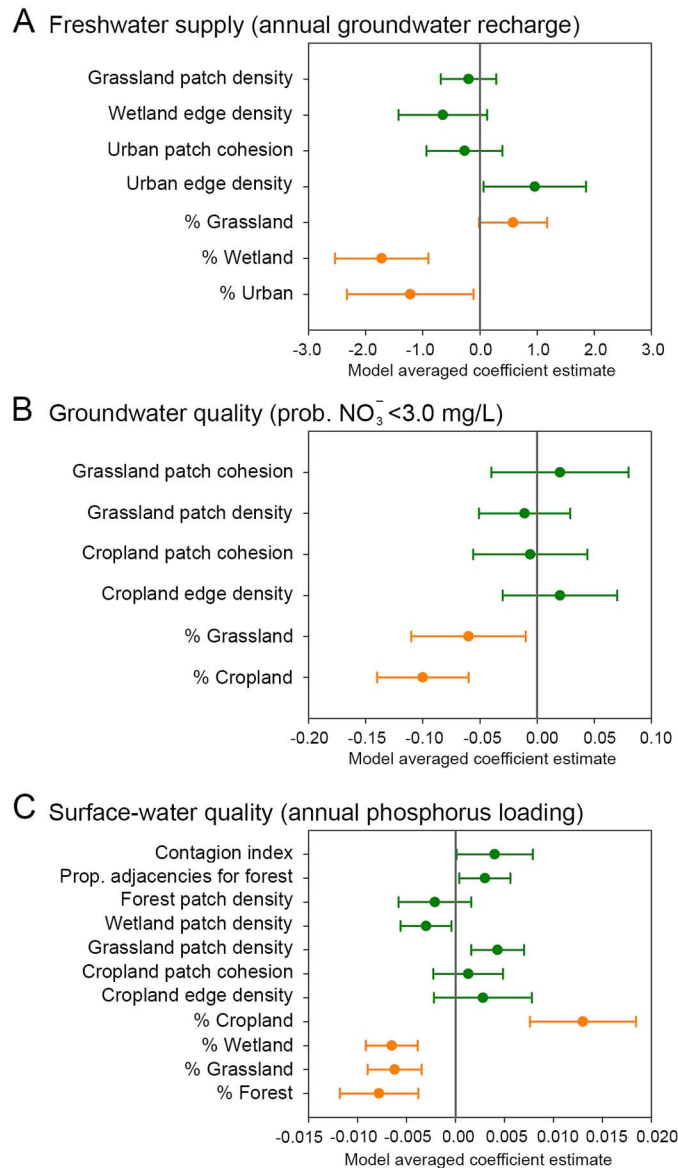 A Freshwater supply (annual groundwater recharge)
Grassland patch density
Wetland edge density
Urban patch cohesion
Urban edge density
% Grassland
% Wetland
% Urban
-3.0 -2.0 -1.0 0.0 1.0 2.0 3.0
Model averaged coefficient estimate
B Groundwater quality (prob. NO₃⁻ <3.0 mg/L)
Grassland patch cohesion
Grassland patch density
Cropland patch cohesion
Cropland edge density
% Grassland
% Cropland
-0.20 -0.15 -0.10 -0.05 0.00 0.05 0.10
Model averaged coefficient estimate
C Surface-water quality (annual phosphorus loading)
Contagion index
Prop. adjacencies for forest
Forest patch density
Wetland patch density
Grassland patch density
Cropland patch cohesion
Cropland edge density
% Cropland
% Wetland
% Grassland
% Forest
-0.015 -0.010 -0.005 0.00 0.005 0.010 0.015 0.020
Model averaged coefficient estimate